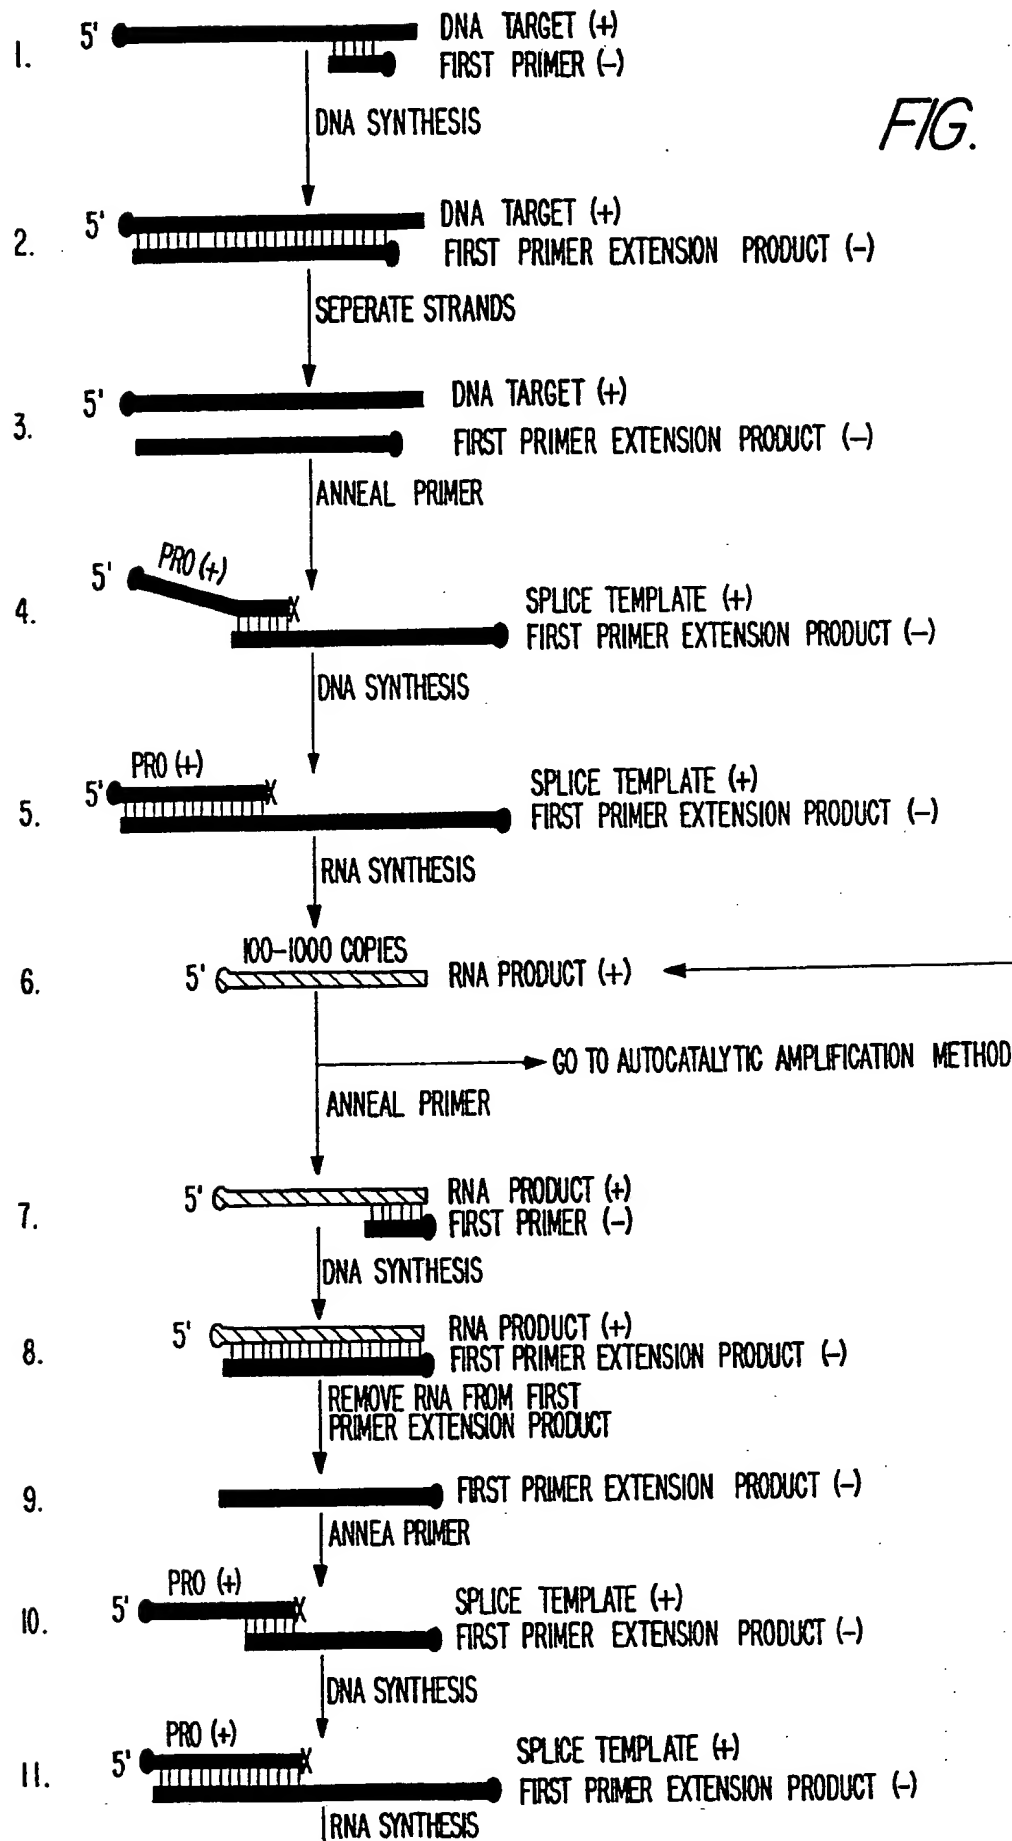 FIG.
1.
5'
DNA TARGET (+)
FIRST PRIMER (-)
DNA SYNTHESIS
2.
5'
DNA TARGET (+)
FIRST PRIMER EXTENSION PRODUCT (-)
SEPERATE STRANDS
3.
5'
DNA TARGET (+)
FIRST PRIMER EXTENSION PRODUCT (-)
ANNEAL PRIMER
4.
5'
PRO (+)
X
SPLICE TEMPLATE (+)
FIRST PRIMER EXTENSION PRODUCT (-)
DNA SYNTHESIS
5.
PRO (+)
5'
X
SPLICE TEMPLATE (+)
FIRST PRIMER EXTENSION PRODUCT (-)
RNA SYNTHESIS
6.
100-1000 COPIES
5'
RNA PRODUCT (+)
GO TO AUTOCATALYTIC AMPLIFICATION METHOD
ANNEAL PRIMER
7.
5'
RNA PRODUCT (+)
FIRST PRIMER (-)
DNA SYNTHESIS
8.
5'
RNA PRODUCT (+)
FIRST PRIMER EXTENSION PRODUCT (-)
REMOVE RNA FROM FIRST
PRIMER EXTENSION PRODUCT
9.
FIRST PRIMER EXTENSION PRODUCT (-)
ANNEA PRIMER
10.
PRO (+)
5'
X
SPLICE TEMPLATE (+)
FIRST PRIMER EXTENSION PRODUCT (-)
DNA SYNTHESIS
11.
PRO (+)
5'
X
SPLICE TEMPLATE (+)
FIRST PRIMER EXTENSION PRODUCT (-)
RNA SYNTHESIS